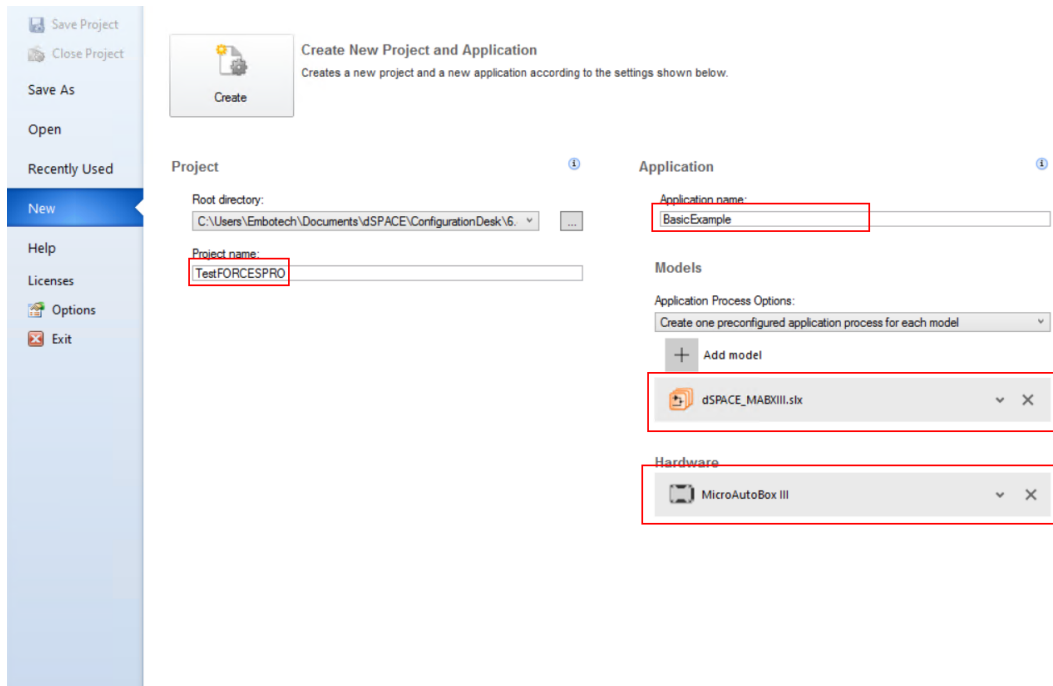 Save Project
Close Project
Save As
Open
Recently Used
New
Help
Licenses
Options
Exit
Create
Create New Project and Application
Creates a new project and a new application according to the settings shown below.
Project
Root directory:
C:\Users\Embotech\Documents\dSPACE\ConfigurationDesk\6.
...
Project name:
TestFORCESPRO
Application
Application name:
BasicExample
Models
Application Process Options:
Create one preconfigured application process for each model
Add model
dSPACE_MABXIII.slx
Hardware
MicroAutoBox III